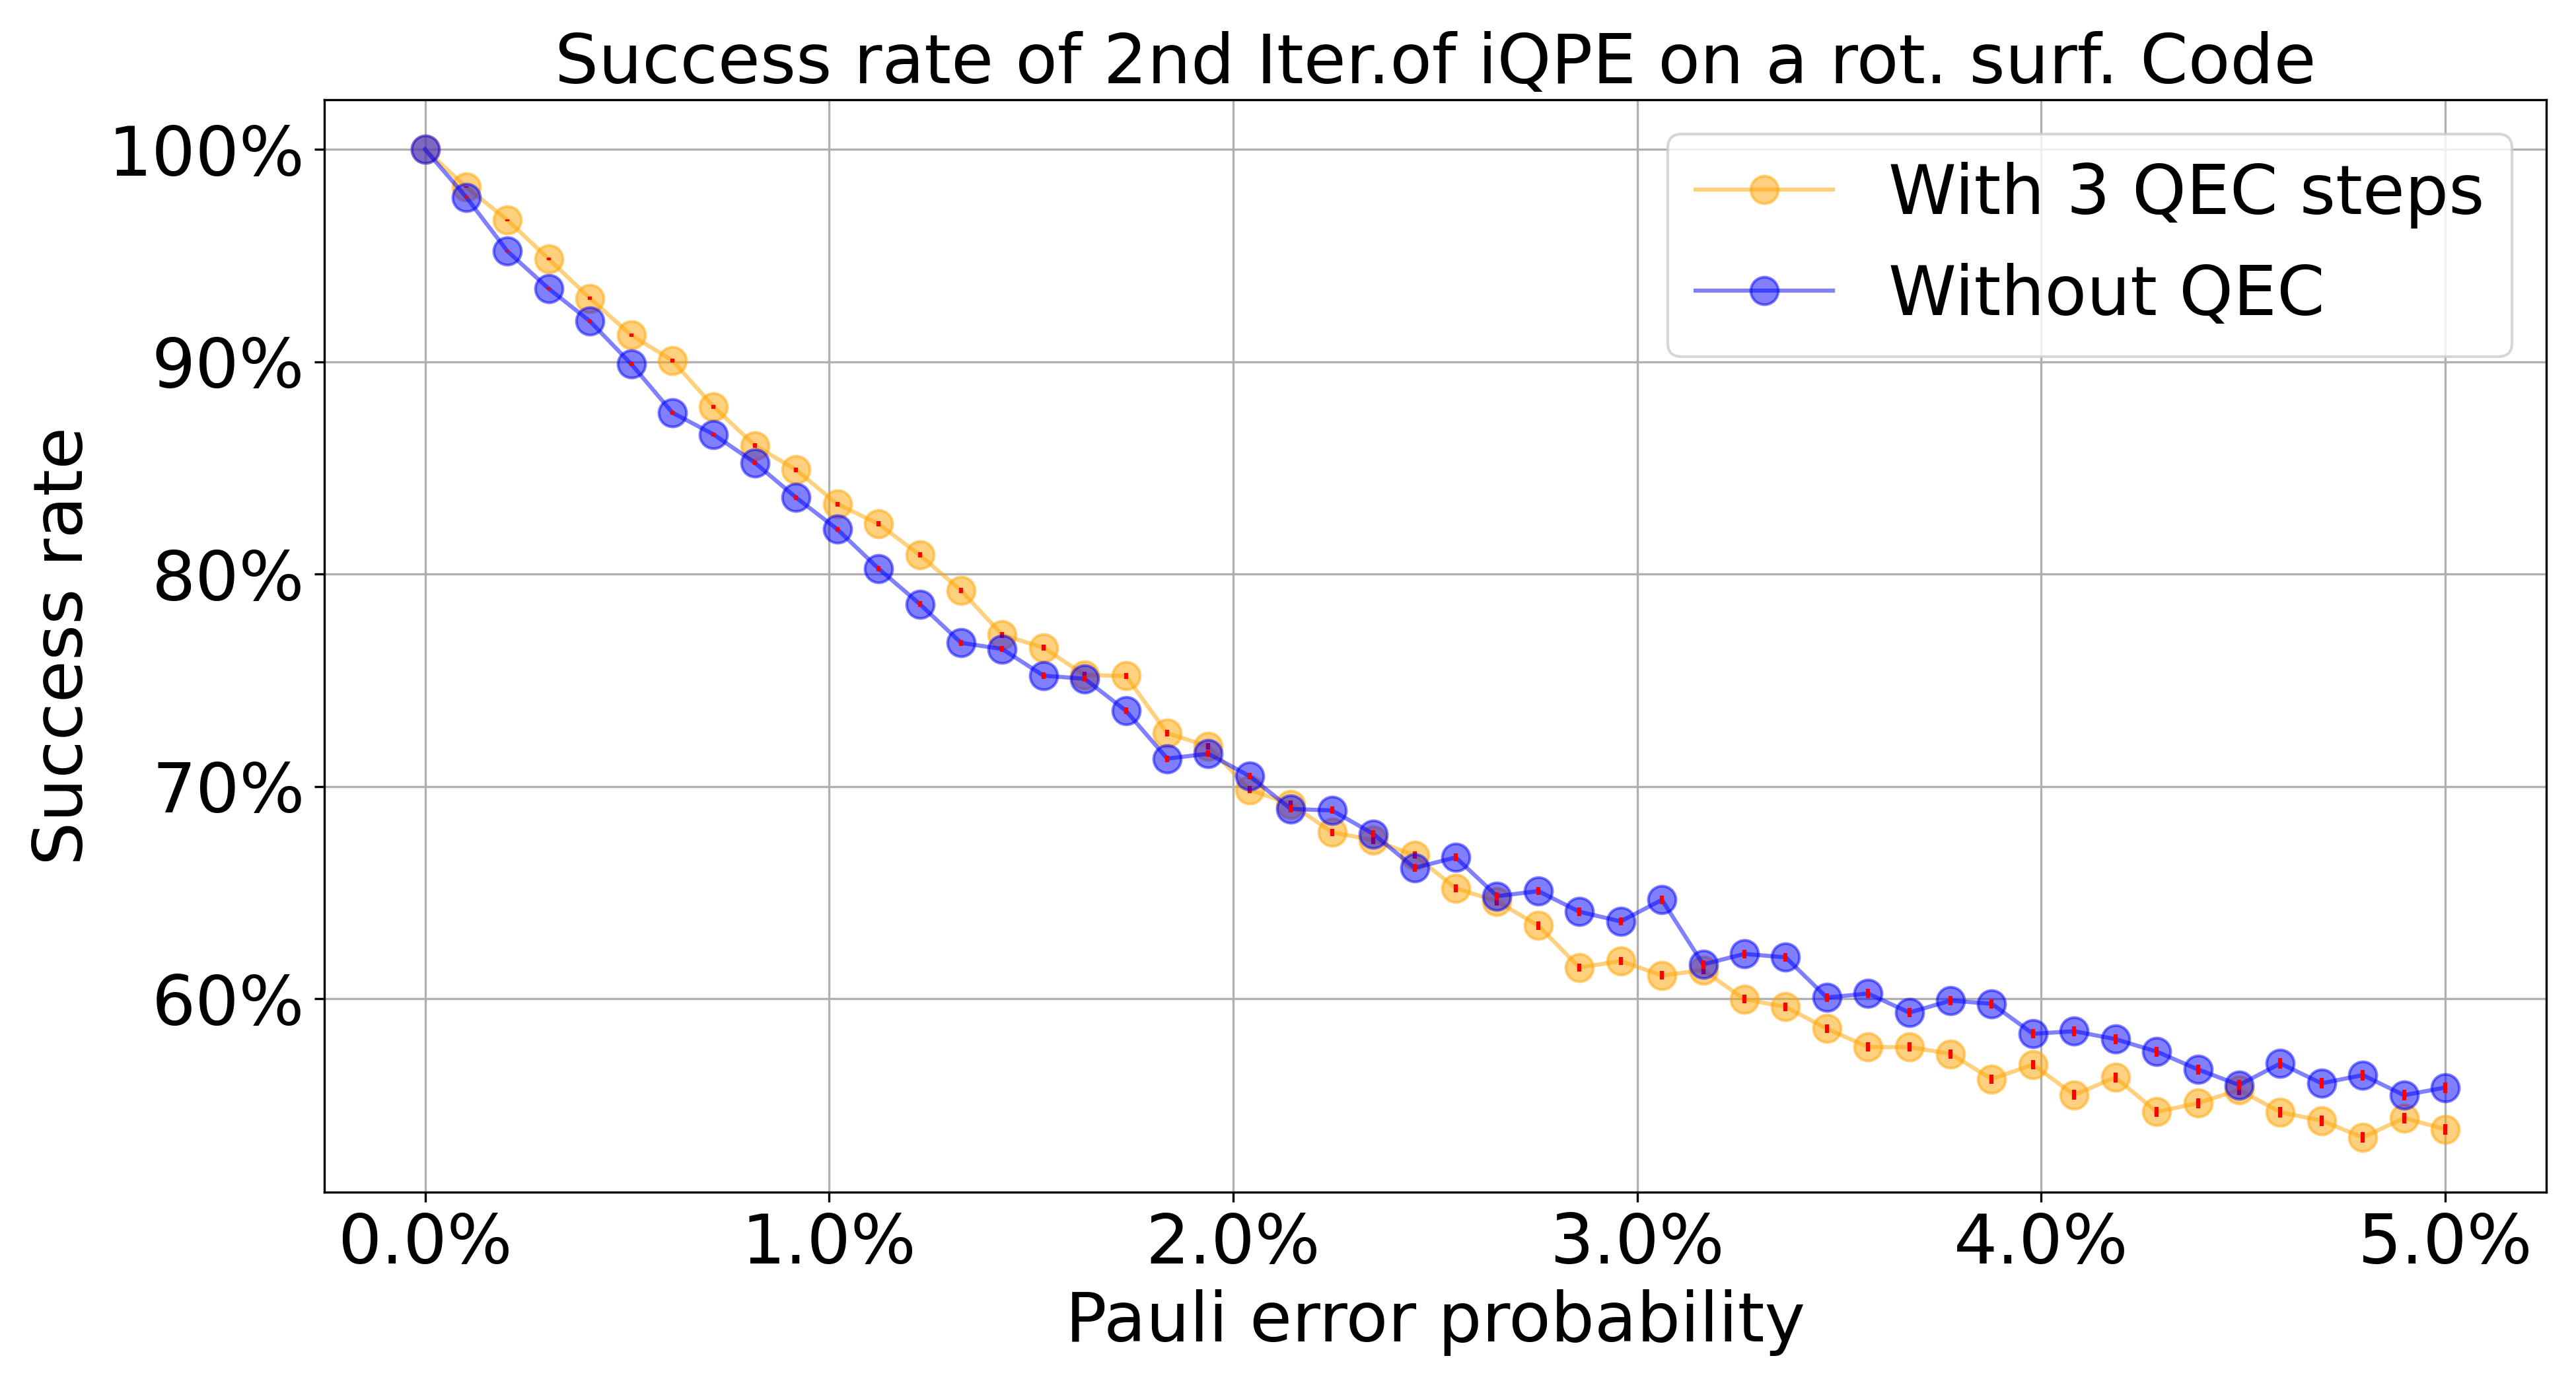 Success rate of 2nd Iter.of iQPE on a rot. surf. Code
With 3 QEC steps
Without QEC
100%
90%
80%
70%
60%
Success rate
0.0% 1.0% 2.0% 3.0% 4.0% 5.0%
Pauli error probability